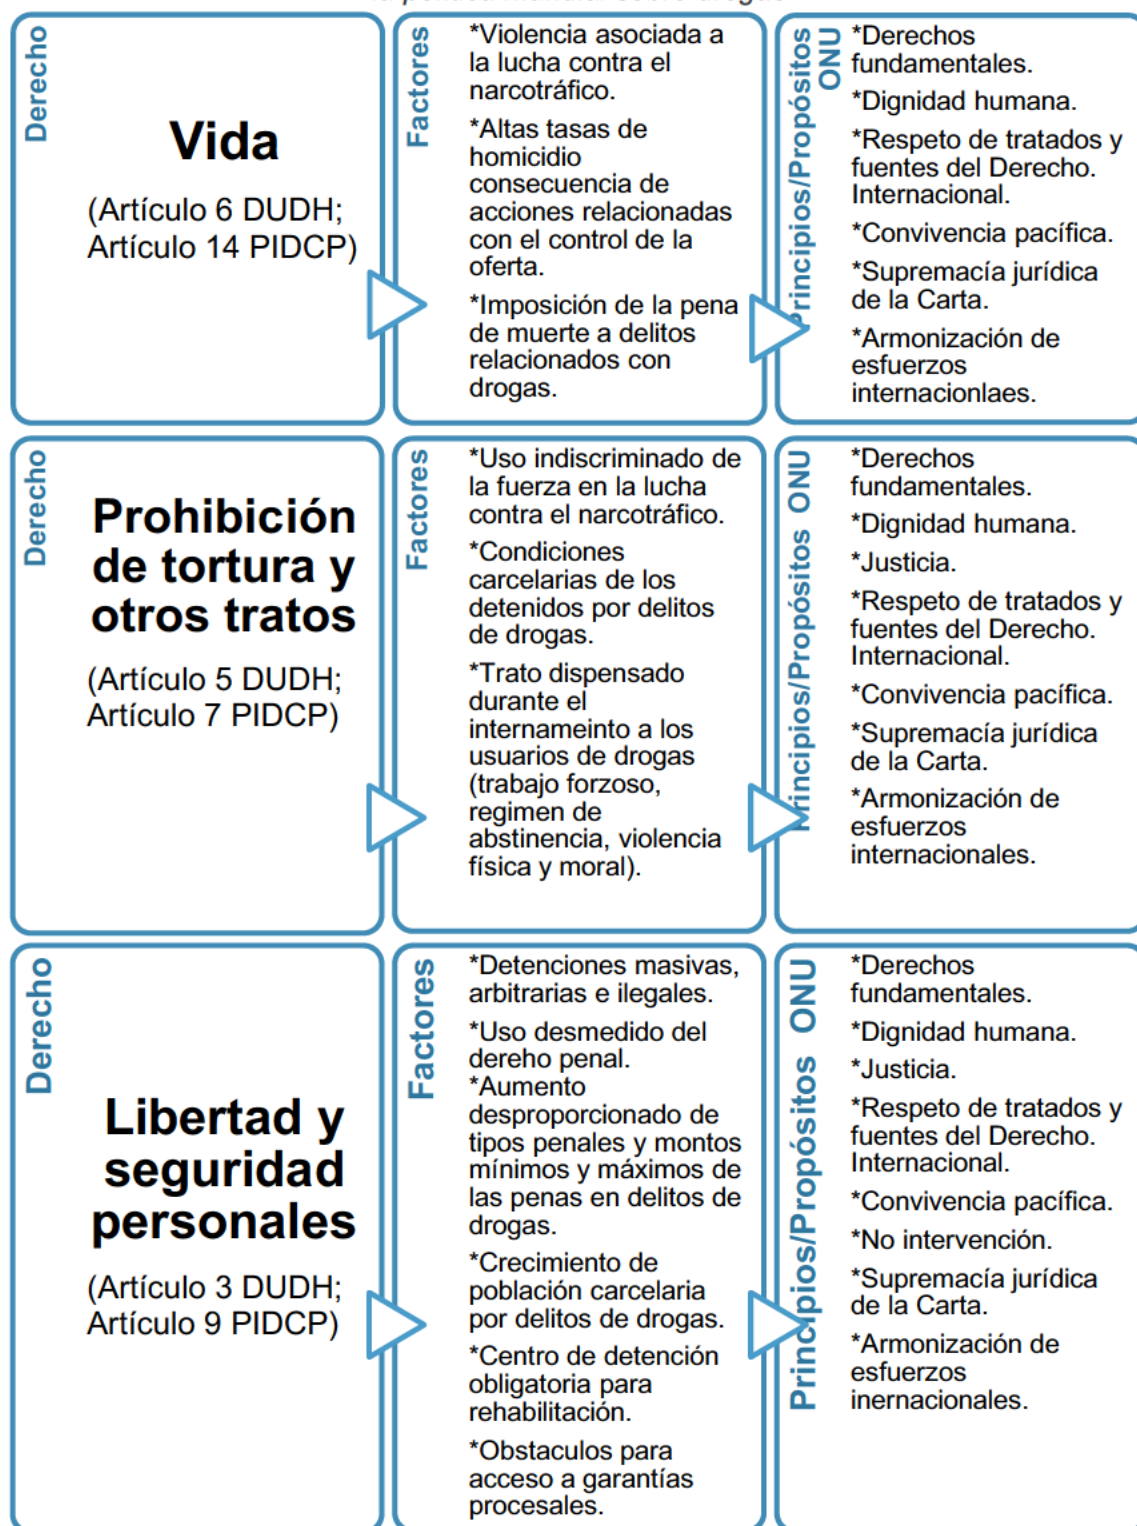 la política mundial sobre drogas
Derecho
Vida
(Artículo 6 DUDH;
Artículo 14 PIDCP)
Factores
*Violencia asociada a
la lucha contra el
narcotráfico.
*Altas tasas de
homicidio
consecuencia de
acciones relacionadas
con el control de la
oferta.
*Imposición de la pena
de muerte a delitos
relacionados con
drogas.
Principios/Propósitos
ONU
*Derechos
fundamentales.
*Dignidad humana.
*Respeto de tratados y
fuentes del Derecho.
Internacional.
*Convivencia pacífica.
*Supremacía jurídica
de la Carta.
*Armonización de
esfuerzos
internacionlaes.
Derecho
Prohibición
de tortura y
otros tratos
(Artículo 5 DUDH;
Artículo 7 PIDCP)
Factores
*Uso indiscriminado de
la fuerza en la lucha
contra el narcotráfico.
*Condiciones
carcelarias de los
detenidos por delitos
de drogas.
*Trato dispensado
durante el
internameinto a los
usuarios de drogas
(trabajo forzoso,
regimen de
abstinencia, violencia
física y moral).
Principios/Propósitos ONU
*Derechos
fundamentales.
*Dignidad humana.
*Justicia.
*Respeto de tratados y
fuentes del Derecho.
Internacional.
*Convivencia pacífica.
*Supremacía jurídica
de la Carta.
*Armonización de
esfuerzos
internacionales.
Derecho
Libertad y
seguridad
personales
(Artículo 3 DUDH;
Artículo 9 PIDCP)
Factores
*Detenciones masivas,
arbitrarias e ilegales.
*Uso desmedido del
dereho penal.
*Aumento
desproporcionado de
tipos penales y montos
mínimos y máximos de
las penas en delitos de
drogas.
*Crecimiento de
población carcelaria
por delitos de drogas.
*Centro de detención
obligatoria para
rehabilitación.
*Obstaculos para
acceso a garantías
procesales.
Principios/Propósitos ONU
*Derechos
fundamentales.
*Dignidad humana.
*Justicia.
*Respeto de tratados y
fuentes del Derecho.
Internacional.
*Convivencia pacífica.
*No intervención.
*Supremacía jurídica
de la Carta.
*Armonización de
esfuerzos
inernacionales.